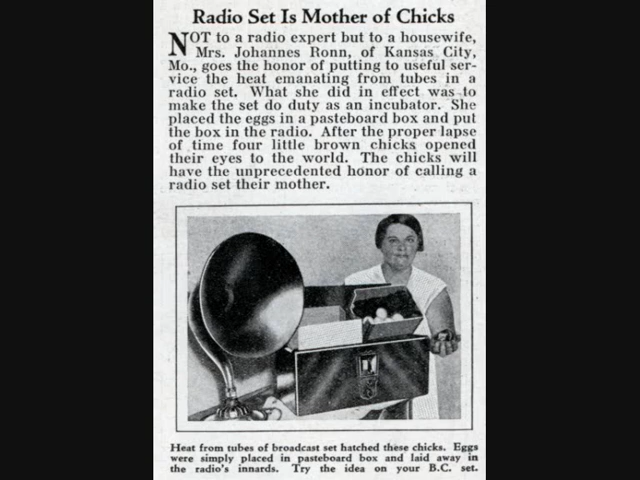 Radio Set Is Mother of Chicks
NOT to a radio expert but to a housewife,
Mrs. Johannes Ronn, of Kansas City,
Mo., goes the honor of putting to useful ser-
vice the heat emanating from tubes in a
radio set. What she did in effect was to
make the set do duty as an incubator. She
placed the eggs in a pasteboard box and put
the box in the radio. After the proper lapse
of time four little brown chicks opened
their eyes to the world. The chicks will
have the unprecedented honor of calling a
radio set their mother.
Heat from tubes of broadcast set hatched these chicks. Eggs
were simply placed in pasteboard box and laid away in
the radio's innards. Try the idea on your B.C. set.